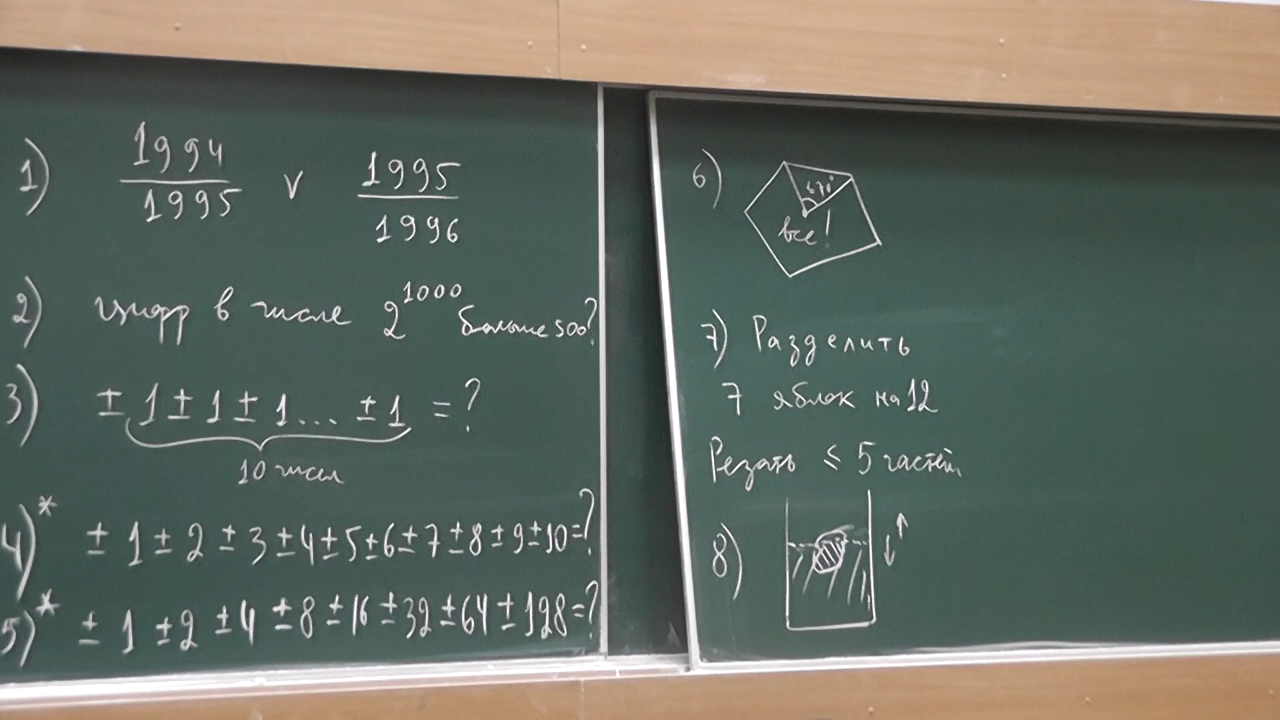 1) 1994/1995 v 1995/1996
2) цифр в числе 2^1000 больше 500?
3) ± 1 ± 1 ± 1... ± 1 = ?
10 чисел
4)* ± 1 ± 2 ± 3 ± 4 ± 5 ± 6 ± 7 ± 8 ± 9 ± 10 = ?
5)* ± 1 ± 2 ± 4 ± 8 ± 16 ± 32 ± 64 ± 128 = ?
6)
все!
7) Разделить
7 яблок на 12
Резать ≤ 5 частей
8)